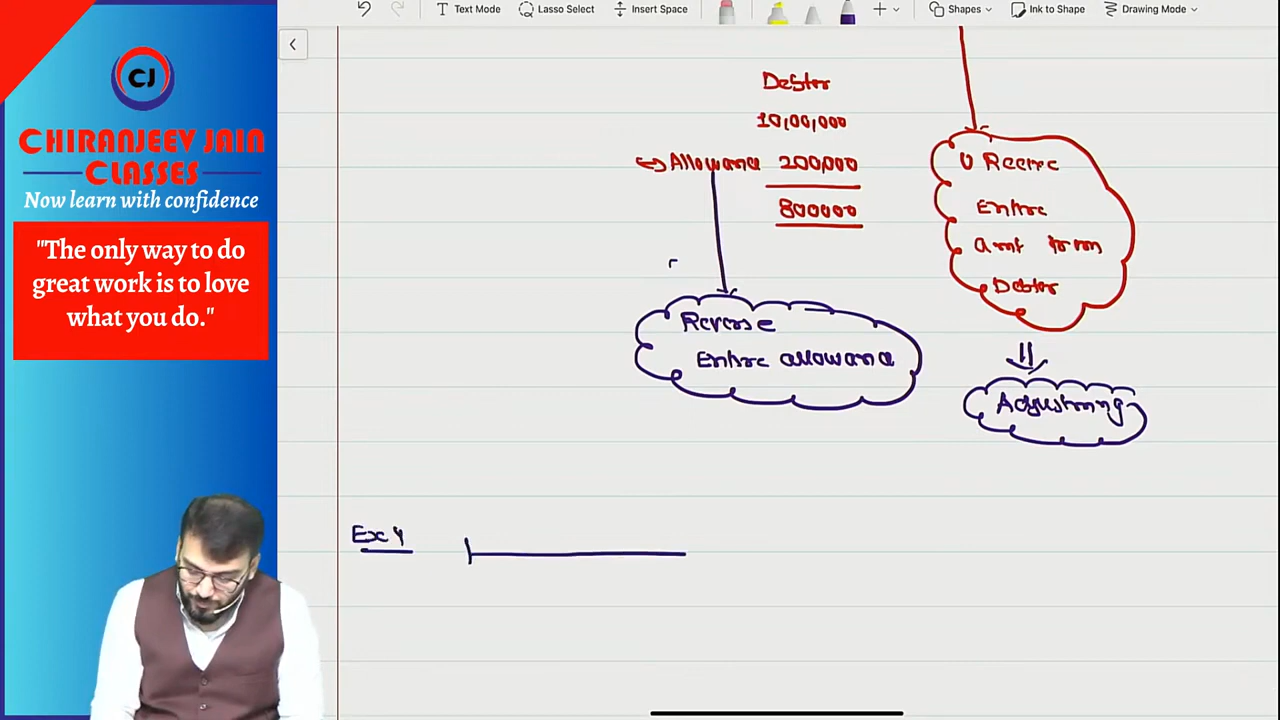 CJ
CHIRANJEEV JAIN
CLASSES
Now learn with confidence
"The only way to do
great work is to love
what you do."
Text Mode
Lasso Select
Insert Space
Shapes
Ink to Shape
Drawing Mode
Debtor
10,00,000
Allowance 200,000
800000
Reverse
Entire allowance
Entire
amt from
Debtor
Adjusting
Ex 4